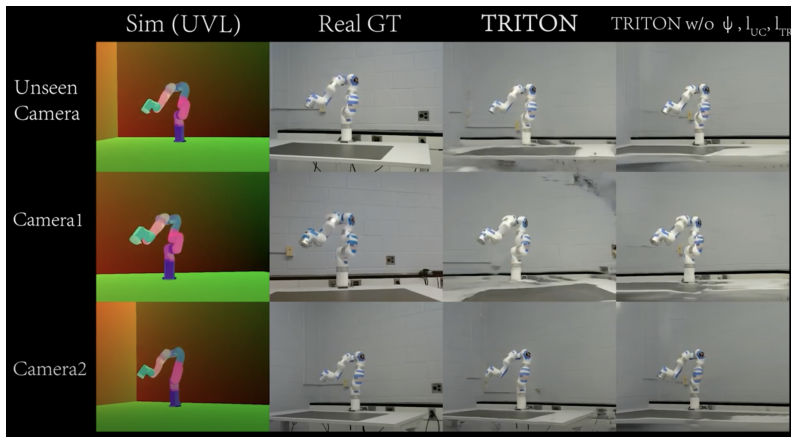 Sim (UVL) Real GT TRITON TRITON w/o ψ, l_UC, l_TR
Unseen
Camera
Camera1
Camera2